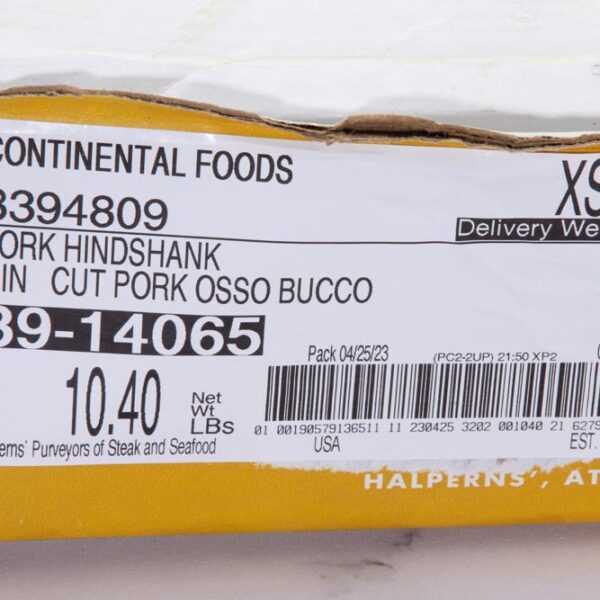 CONTINENTAL FOODS
3394809
ORK HINDSHANK
IN CUT PORK OSSO BUCCO
39-14065
XS
Delivery We
Pack 04/25/23
(PC2-2UP) 21:50 XP2
10.40
Net
Wt
LBs
01 00190579136511 11 230425 3202 001040 21 6279
USA
EST.
erns' Purveyors of Steak and Seafood
HALPERNS', AT